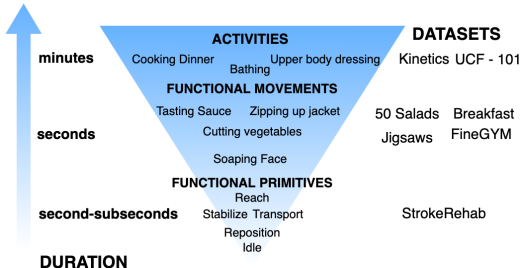 ACTIVITIES
DATASETS
minutes
Cooking Dinner
Upper body dressing
Bathing
Kinetics UCF - 101
FUNCTIONAL MOVEMENTS
Tasting Sauce
Zipping up jacket
50 Salads
Breakfast
seconds
Cutting vegetables
Jigsaws
FineGYM
Soaping Face
FUNCTIONAL PRIMITIVES
Reach
second-subseconds
Stabilize Transport
StrokeRehab
Reposition
Idle
DURATION